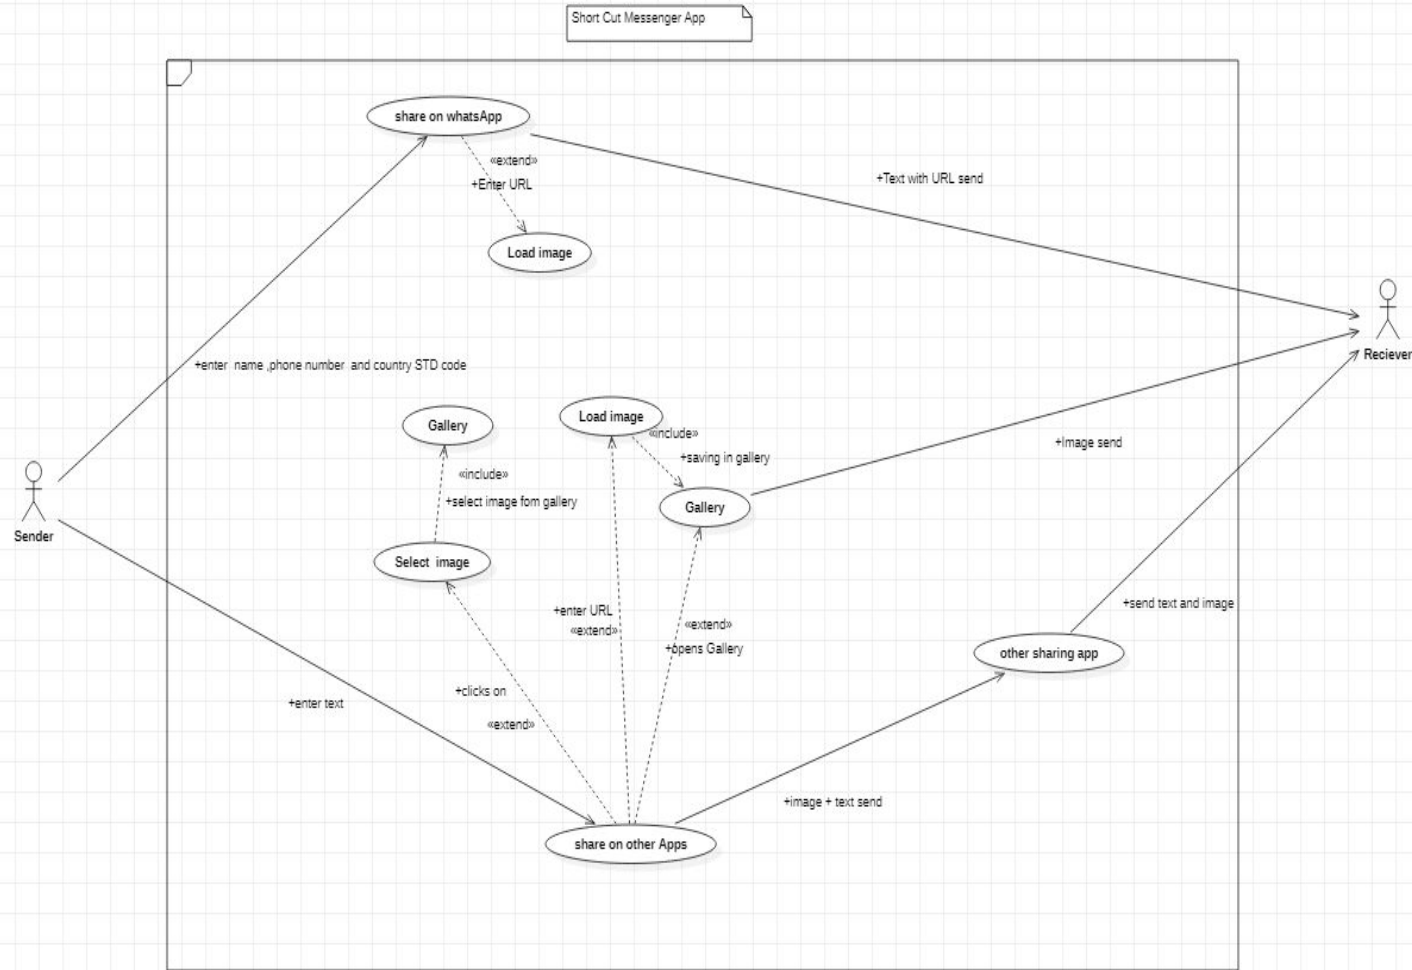 Short Cut Messenger App
share on whatsApp
«extend»
+Enter URL
+Text with URL send
Load image
+enter  name ,phone number  and country STD code
Reciever
Gallery
Load image
«include»
+saving in gallery
+Image send
«include»
+select image fom gallery
Gallery
Sender
Select  image
+enter URL
«extend»
«extend»
+opens Gallery
+send text and image
other sharing app
+clicks on
«extend»
+enter text
+image + text send
share on other Apps